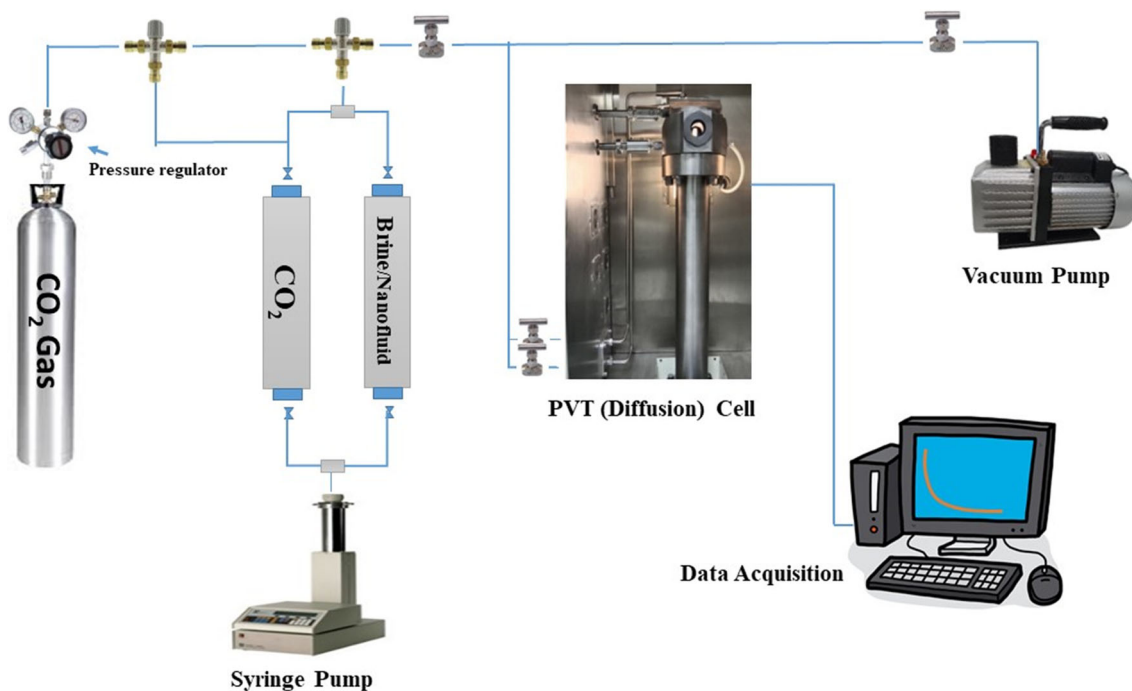 Pressure regulator
CO₂ Gas
CO₂
Brine/Nanofluid
Vacuum Pump
PVT (Diffusion) Cell
Data Acquisition
Syringe Pump